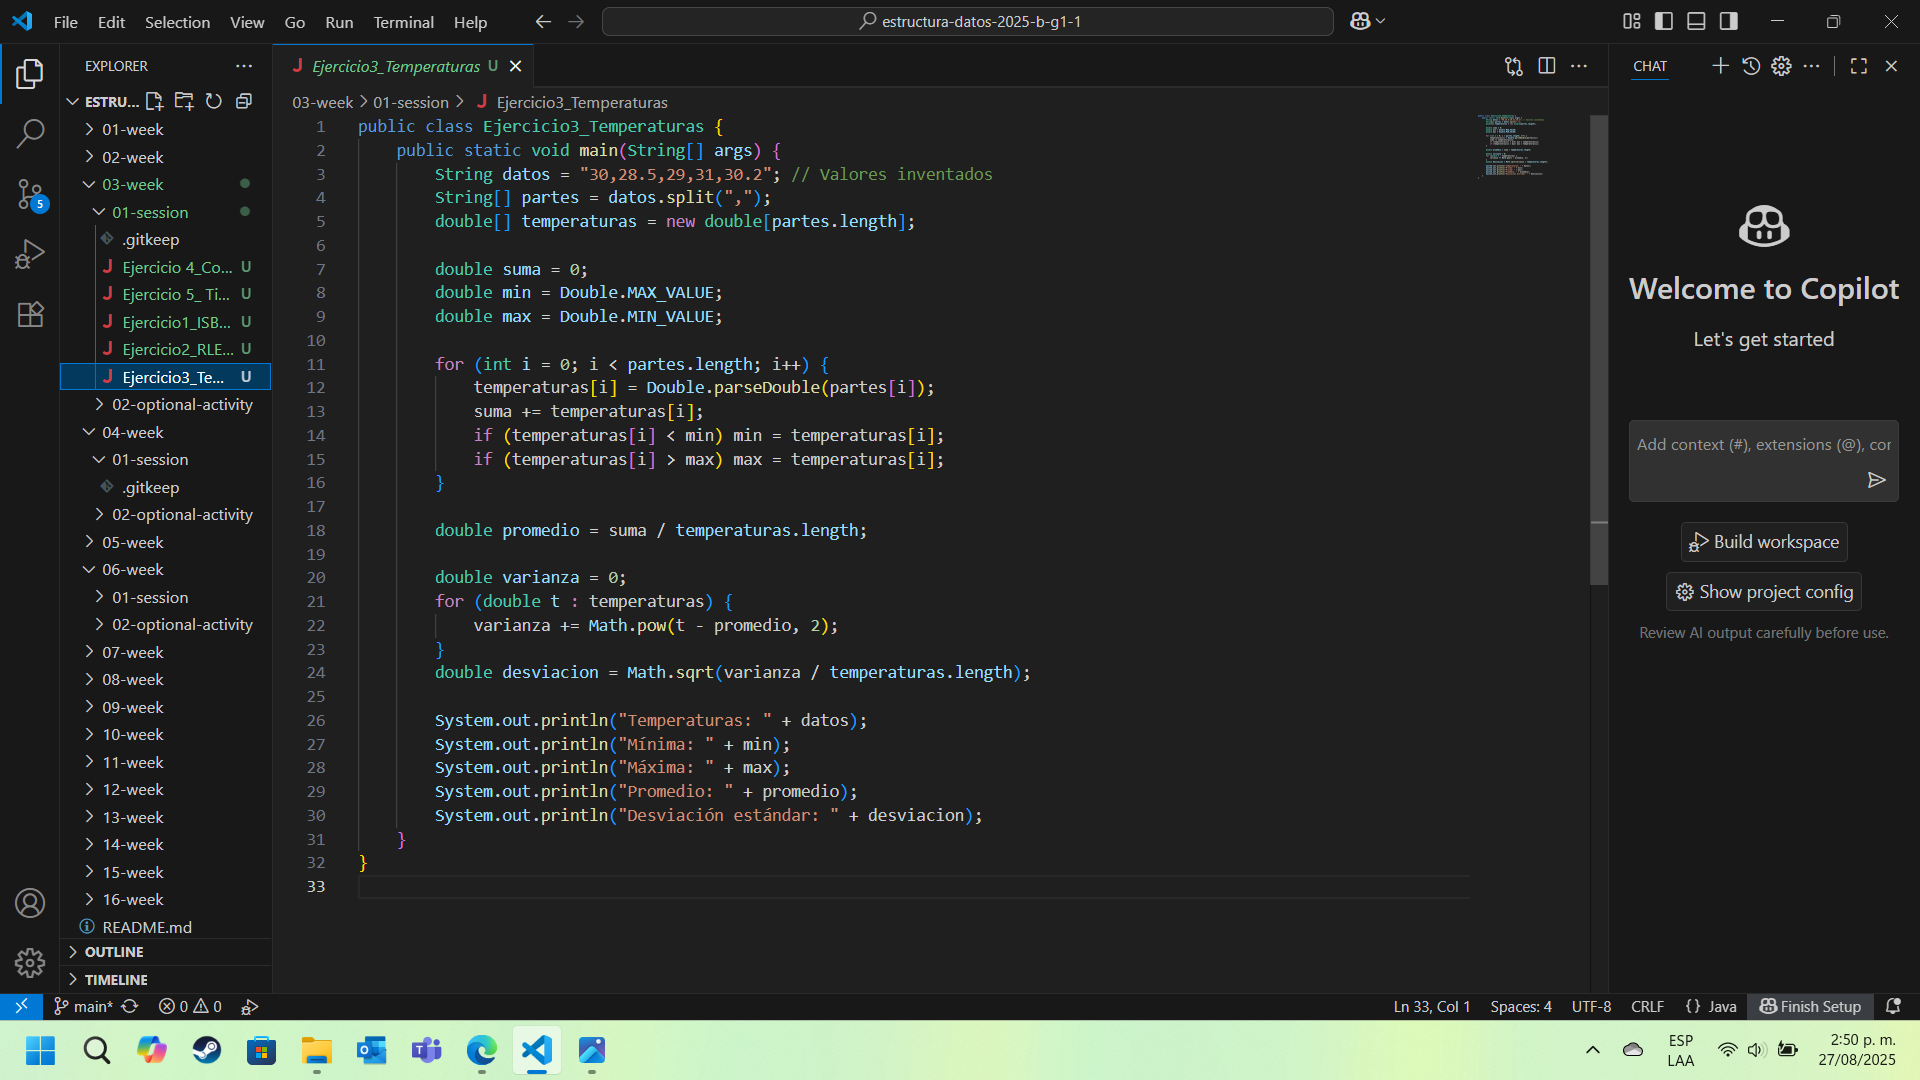 File Edit Selection View Go Run Terminal Help
estructura-datos-2025-b-g1-1
EXPLORER
ESTRU...
01-week
02-week
03-week
01-session
.gitkeep
Ejercicio 4_Co... U
Ejercicio 5_ Ti... U
Ejercicio1_ISB... U
Ejercicio2_RLE... U
Ejercicio3_Te... U
02-optional-activity
04-week
01-session
.gitkeep
02-optional-activity
05-week
06-week
01-session
02-optional-activity
07-week
08-week
09-week
10-week
11-week
12-week
13-week
14-week
15-week
16-week
README.md
OUTLINE
TIMELINE
5
J Ejercicio3_Temperaturas U
03-week > 01-session > J Ejercicio3_Temperaturas
1 public class Ejercicio3_Temperaturas {
2 public static void main(String[] args) {
3 String datos = "30,28.5,29,31,30.2"; // Valores inventados
4 String[] partes = datos.split(",");
5 double[] temperaturas = new double[partes.length];
6
7 double suma = 0;
8 double min = Double.MAX_VALUE;
9 double max = Double.MIN_VALUE;
10
11 for (int i = 0; i < partes.length; i++) {
12 temperaturas[i] = Double.parseDouble(partes[i]);
13 suma += temperaturas[i];
14 if (temperaturas[i] < min) min = temperaturas[i];
15 if (temperaturas[i] > max) max = temperaturas[i];
16 }
17
18 double promedio = suma / temperaturas.length;
19
20 double varianza = 0;
21 for (double t : temperaturas) {
22 varianza += Math.pow(t - promedio, 2);
23 }
24 double desviacion = Math.sqrt(varianza / temperaturas.length);
25
26 System.out.println("Temperaturas: " + datos);
27 System.out.println("Mínima: " + min);
28 System.out.println("Máxima: " + max);
29 System.out.println("Promedio: " + promedio);
30 System.out.println("Desviación estándar: " + desviacion);
31 }
32 }
33
CHAT
Welcome to Copilot
Let's get started
Add context (#), extensions (@), cor
Build workspace
Show project config
Review AI output carefully before use.
main* 0 0
Ln 33, Col 1 Spaces: 4 UTF-8 CRLF {} Java Finish Setup
ESP
LAA
2:50 p. m.
27/08/2025